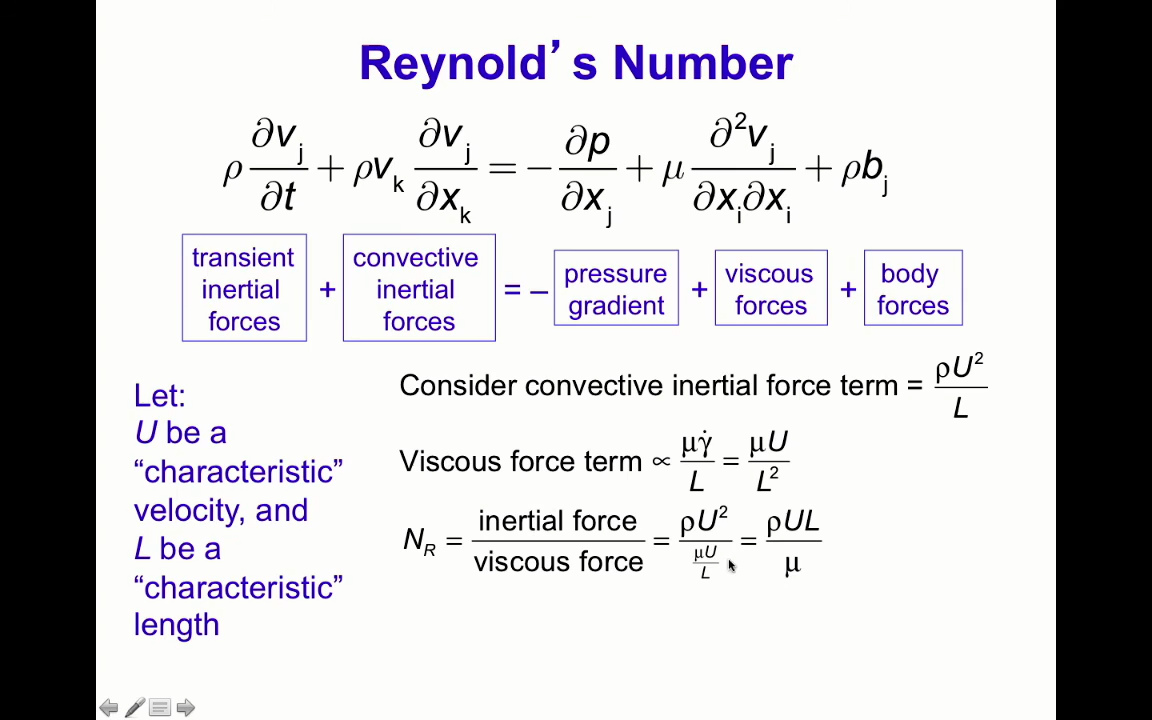 Reynold’s Number
ρ ∂v_j/∂t + ρv_k ∂v_j/∂x_k = − ∂p/∂x_j + μ ∂²v_j/∂x_i∂x_i + ρb_j
transient inertial forces + convective inertial forces = – pressure gradient + viscous forces + body forces
Let:
U be a
“characteristic”
velocity, and
L be a
“characteristic”
length
Consider convective inertial force term = ρU²/L
Viscous force term ∝ μγ̇/L = μU/L²
N_R = inertial force/viscous force = ρU²/(μU/L) = ρUL/μ